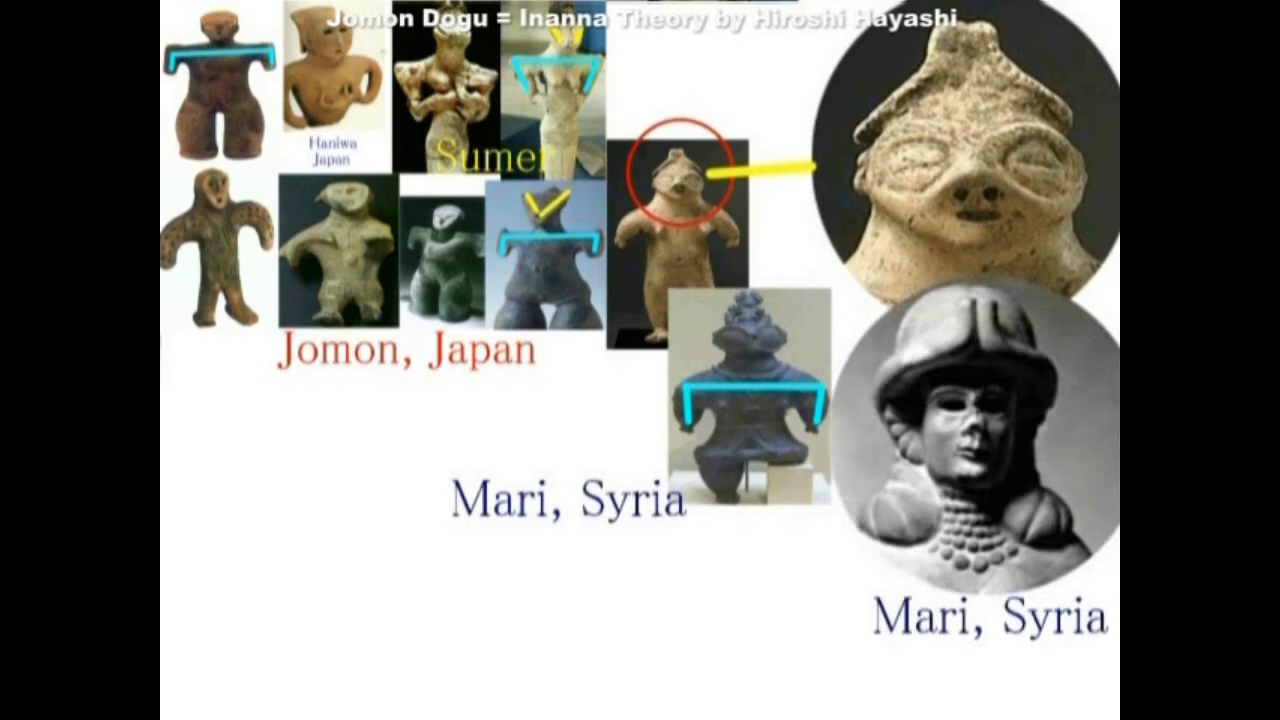 Jomon Dogu = Inanna Theory by Hiroshi Hayashi
Haniwa
Japan
Sumer
Jomon, Japan
Mari, Syria
Mari, Syria